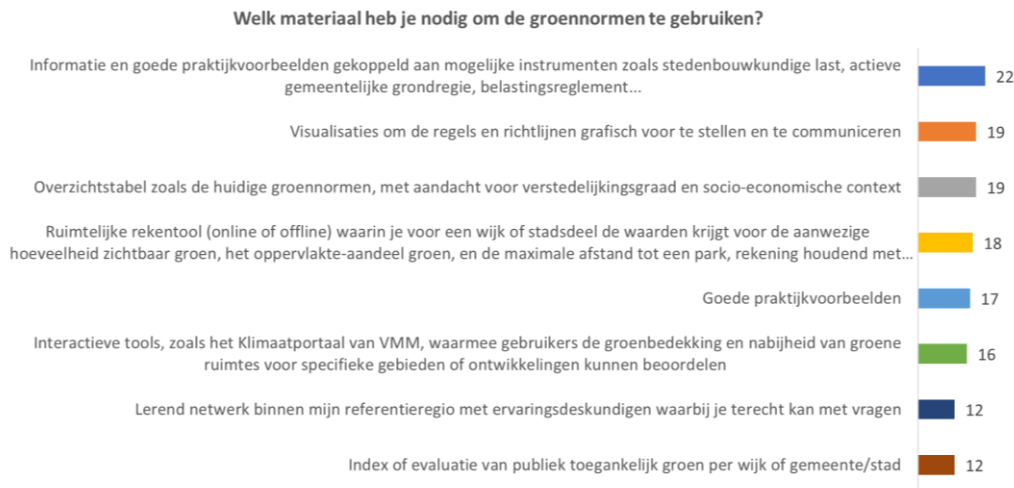 Welk materiaal heb je nodig om de groennormen te gebruiken?
Informatie en goede praktijkvoorbeelden gekoppeld aan mogelijke instrumenten zoals stedenbouwkundige last, actieve
gemeentelijke grondregie, belastingsreglement...
22
Visualisaties om de regels en richtlijnen grafisch voor te stellen en te communiceren
19
Overzichtstabel zoals de huidige groennormen, met aandacht voor verstedelijkingsgraad en socio-economische context
19
Ruimtelijke rekentool (online of offline) waarin je voor een wijk of stadsdeel de waarden krijgt voor de aanwezige
hoeveelheid zichtbaar groen, het oppervlakte-aandeel groen, en de maximale afstand tot een park, rekening houdend met...
18
Goede praktijkvoorbeelden
17
Interactieve tools, zoals het Klimaatportaal van VMM, waarmee gebruikers de groenbedekking en nabijheid van groene
ruimtes voor specifieke gebieden of ontwikkelingen kunnen beoordelen
16
Lerend netwerk binnen mijn referentieregio met ervaringsdeskundigen waarbij je terecht kan met vragen
12
Index of evaluatie van publiek toegankelijk groen per wijk of gemeente/stad
12